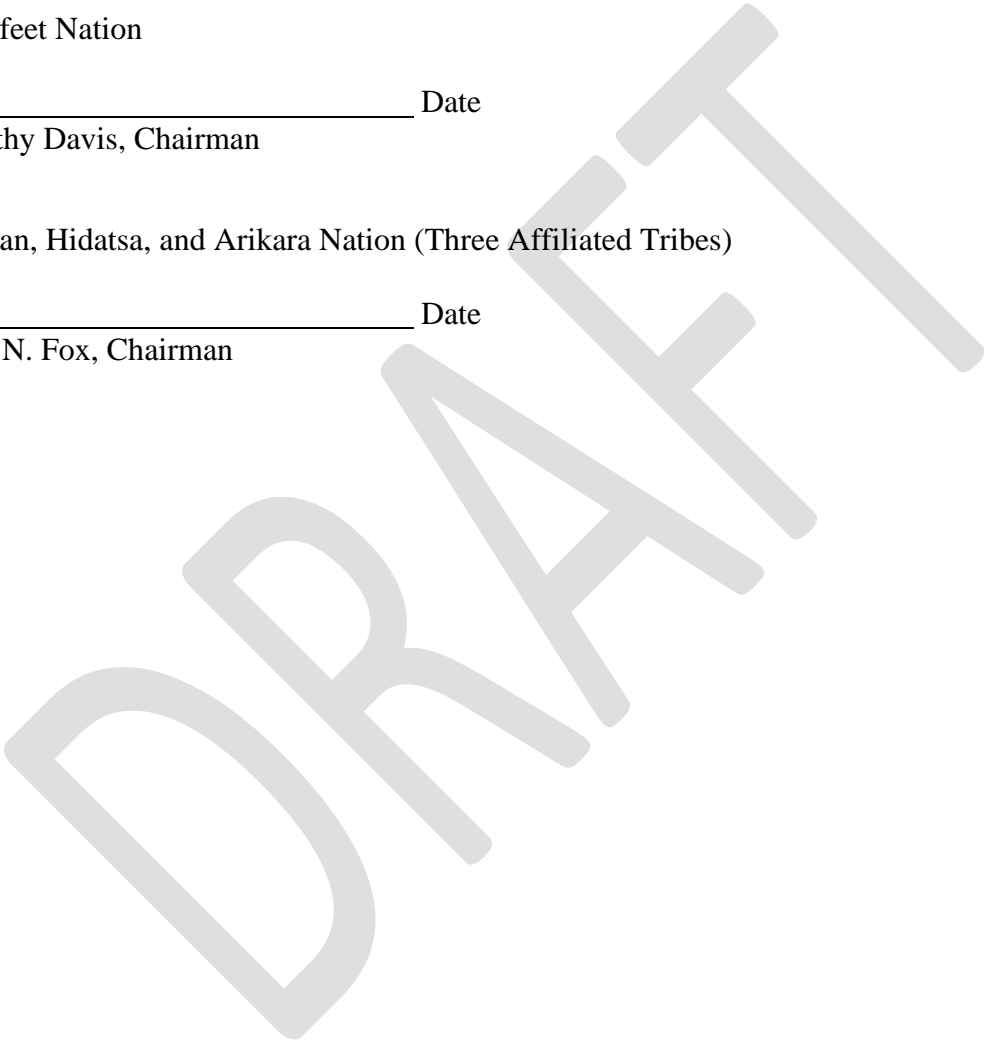 feet Nation
Date
thy Davis, Chairman
an, Hidatsa, and Arikara Nation (Three Affiliated Tribes)
Date
N. Fox, Chairman
DRAFT